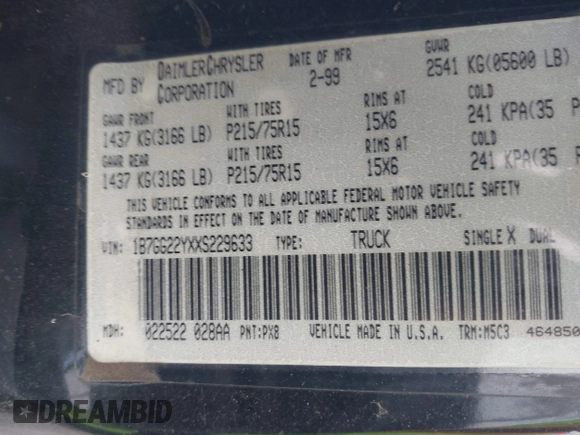 MFD BY DAIMLERCHRYSLER CORPORATION DATE OF MFR 2-99 GVWR 2541 KG(05600 LB)
GAWR FRONT WITH TIRES RIMS AT COLD
1437 KG(3166 LB) P215/75R15 15X6 241 KPA(35
GAWR REAR WITH TIRES RIMS AT COLD
1437 KG(3166 LB) P215/75R15 15X6 241 KPA(35
THIS VEHICLE CONFORMS TO ALL APPLICABLE FEDERAL MOTOR VEHICLE SAFETY
STANDARDS IN EFFECT ON THE DATE OF MANUFACTURE SHOWN ABOVE.
VIN: 1B7GG22YXXS229633 TYPE: TRUCK SINGLE X DUAL
MDH: 022522 028AA PNT:PXB VEHICLE MADE IN U.S.A. TRM:M5C3 464850
DREAMBID